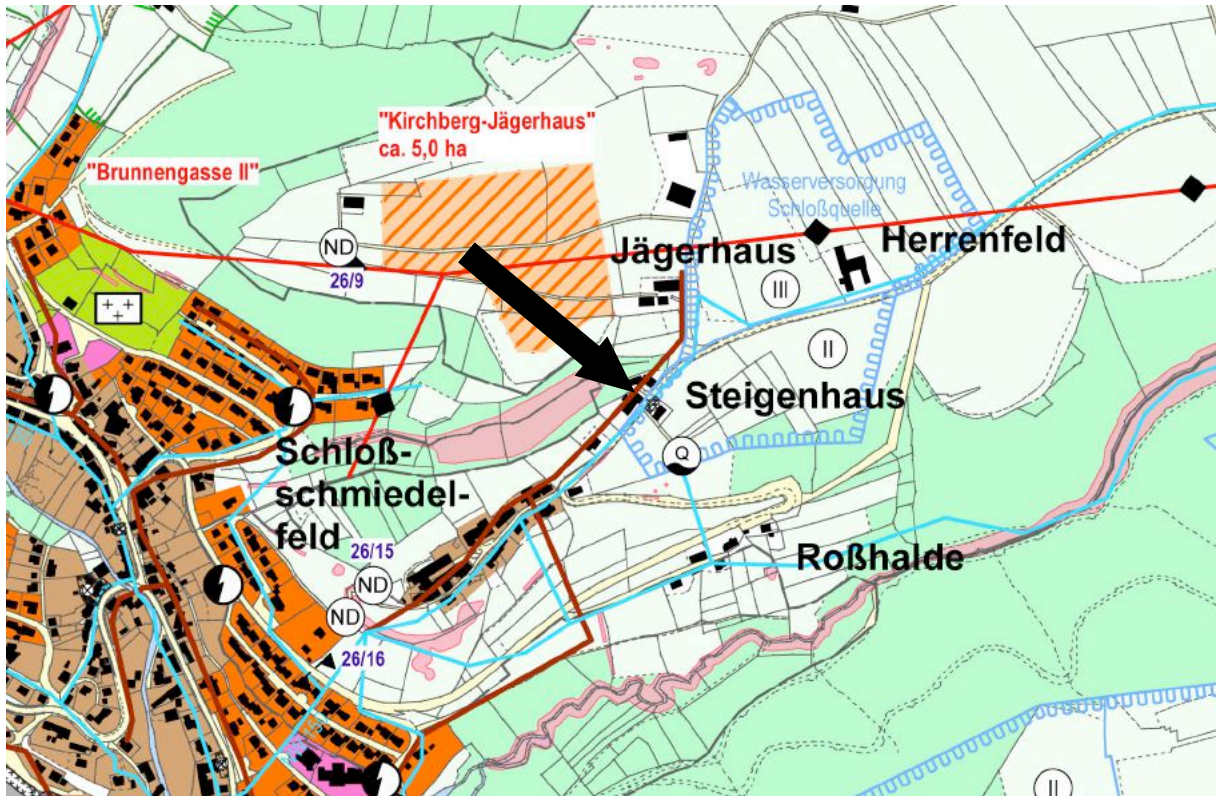 "Kirchberg-Jägerhaus"
ca. 5,0 ha
"Brunnengasse II"
Wasserversorgung
Schloßquelle
ND
26/9
Jägerhaus
Herrenfeld
III
II
Steigenhaus
Q
Schloß-
schmiedel-
feld
26/15
ND
ND
26/16
Roßhalde
II